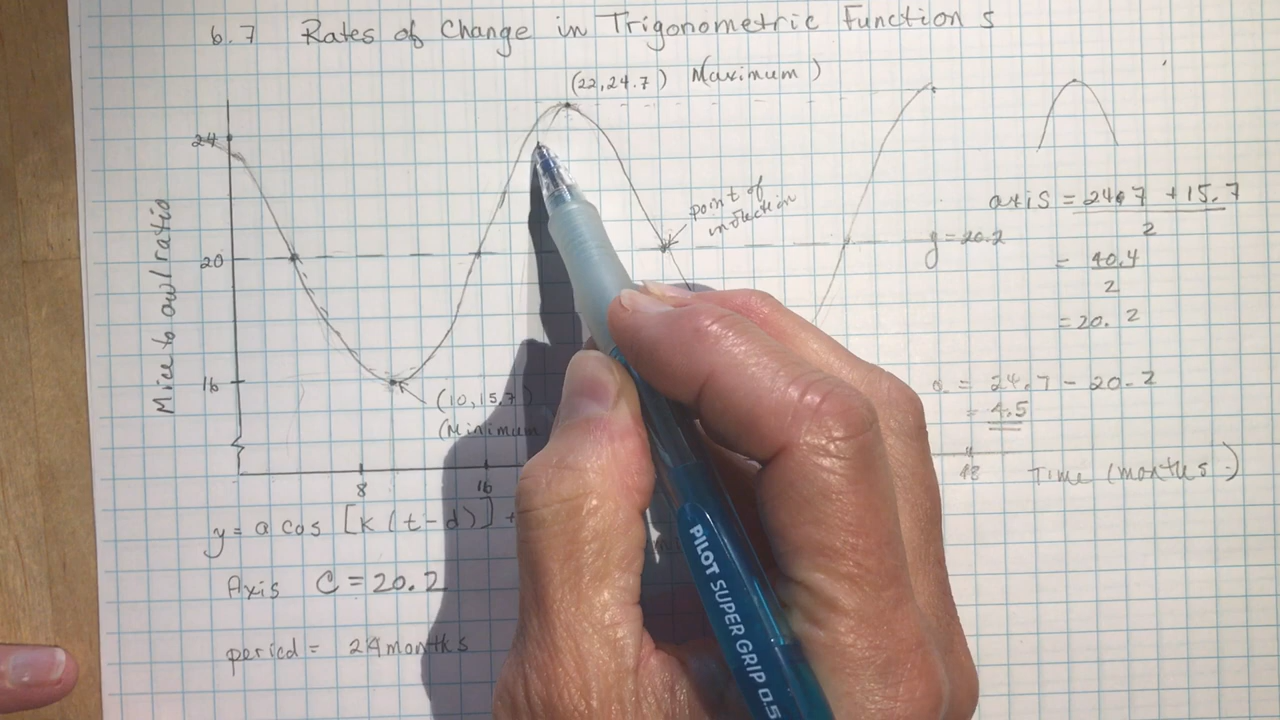 6.7 Rates of Change in Trigonometric Functions
(22,24.7) Maximum)
24
point of
inflection
axis = 24.7 + 15.7
2
y = 20.2
= 40.4
2
= 20.2
20
Mice to owl ratio
16
(10,15.7)
(Minimum
a = 24.7 - 20.2
= 4.5
48
Time (months)
8
16
y = a cos [k(t-d)] +
Axis C = 20.2
period = 24 months
PILOT SUPER GRIP 0.5